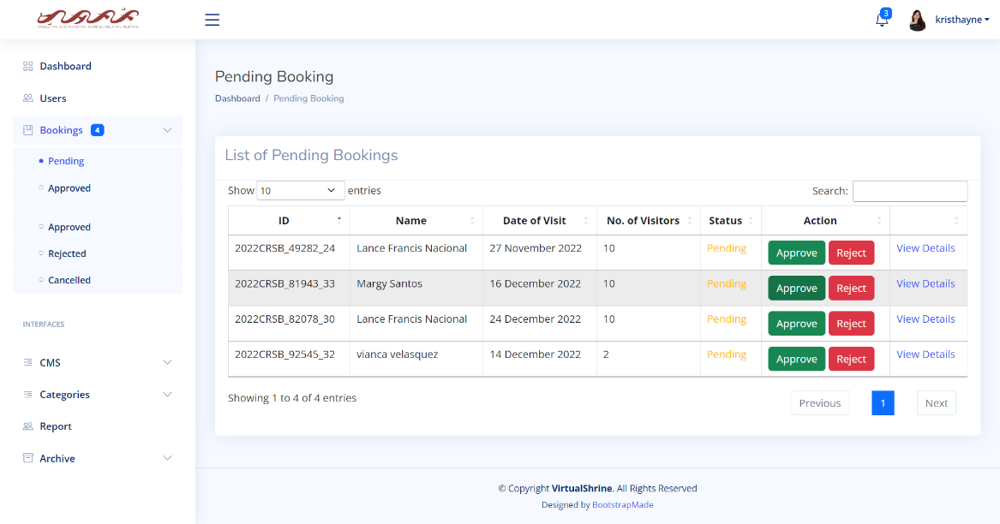 3
kristhayne
Dashboard
Users
Bookings 4
Pending
Approved
Approved
Rejected
Cancelled
INTERFACES
CMS
Categories
Report
Archive
Pending Booking
Dashboard / Pending Booking
List of Pending Bookings
Show 10 entries
Search:
ID Name Date of Visit No. of Visitors Status Action
2022CRSB_49282_24 Lance Francis Nacional 27 November 2022 10 Pending Approve Reject View Details
2022CRSB_81943_33 Margy Santos 16 December 2022 10 Pending Approve Reject View Details
2022CRSB_82078_30 Lance Francis Nacional 24 December 2022 10 Pending Approve Reject View Details
2022CRSB_92545_32 vianca velasquez 14 December 2022 2 Pending Approve Reject View Details
Showing 1 to 4 of 4 entries
Previous 1 Next
© Copyright VirtualShrine. All Rights Reserved
Designed by BootstrapMade